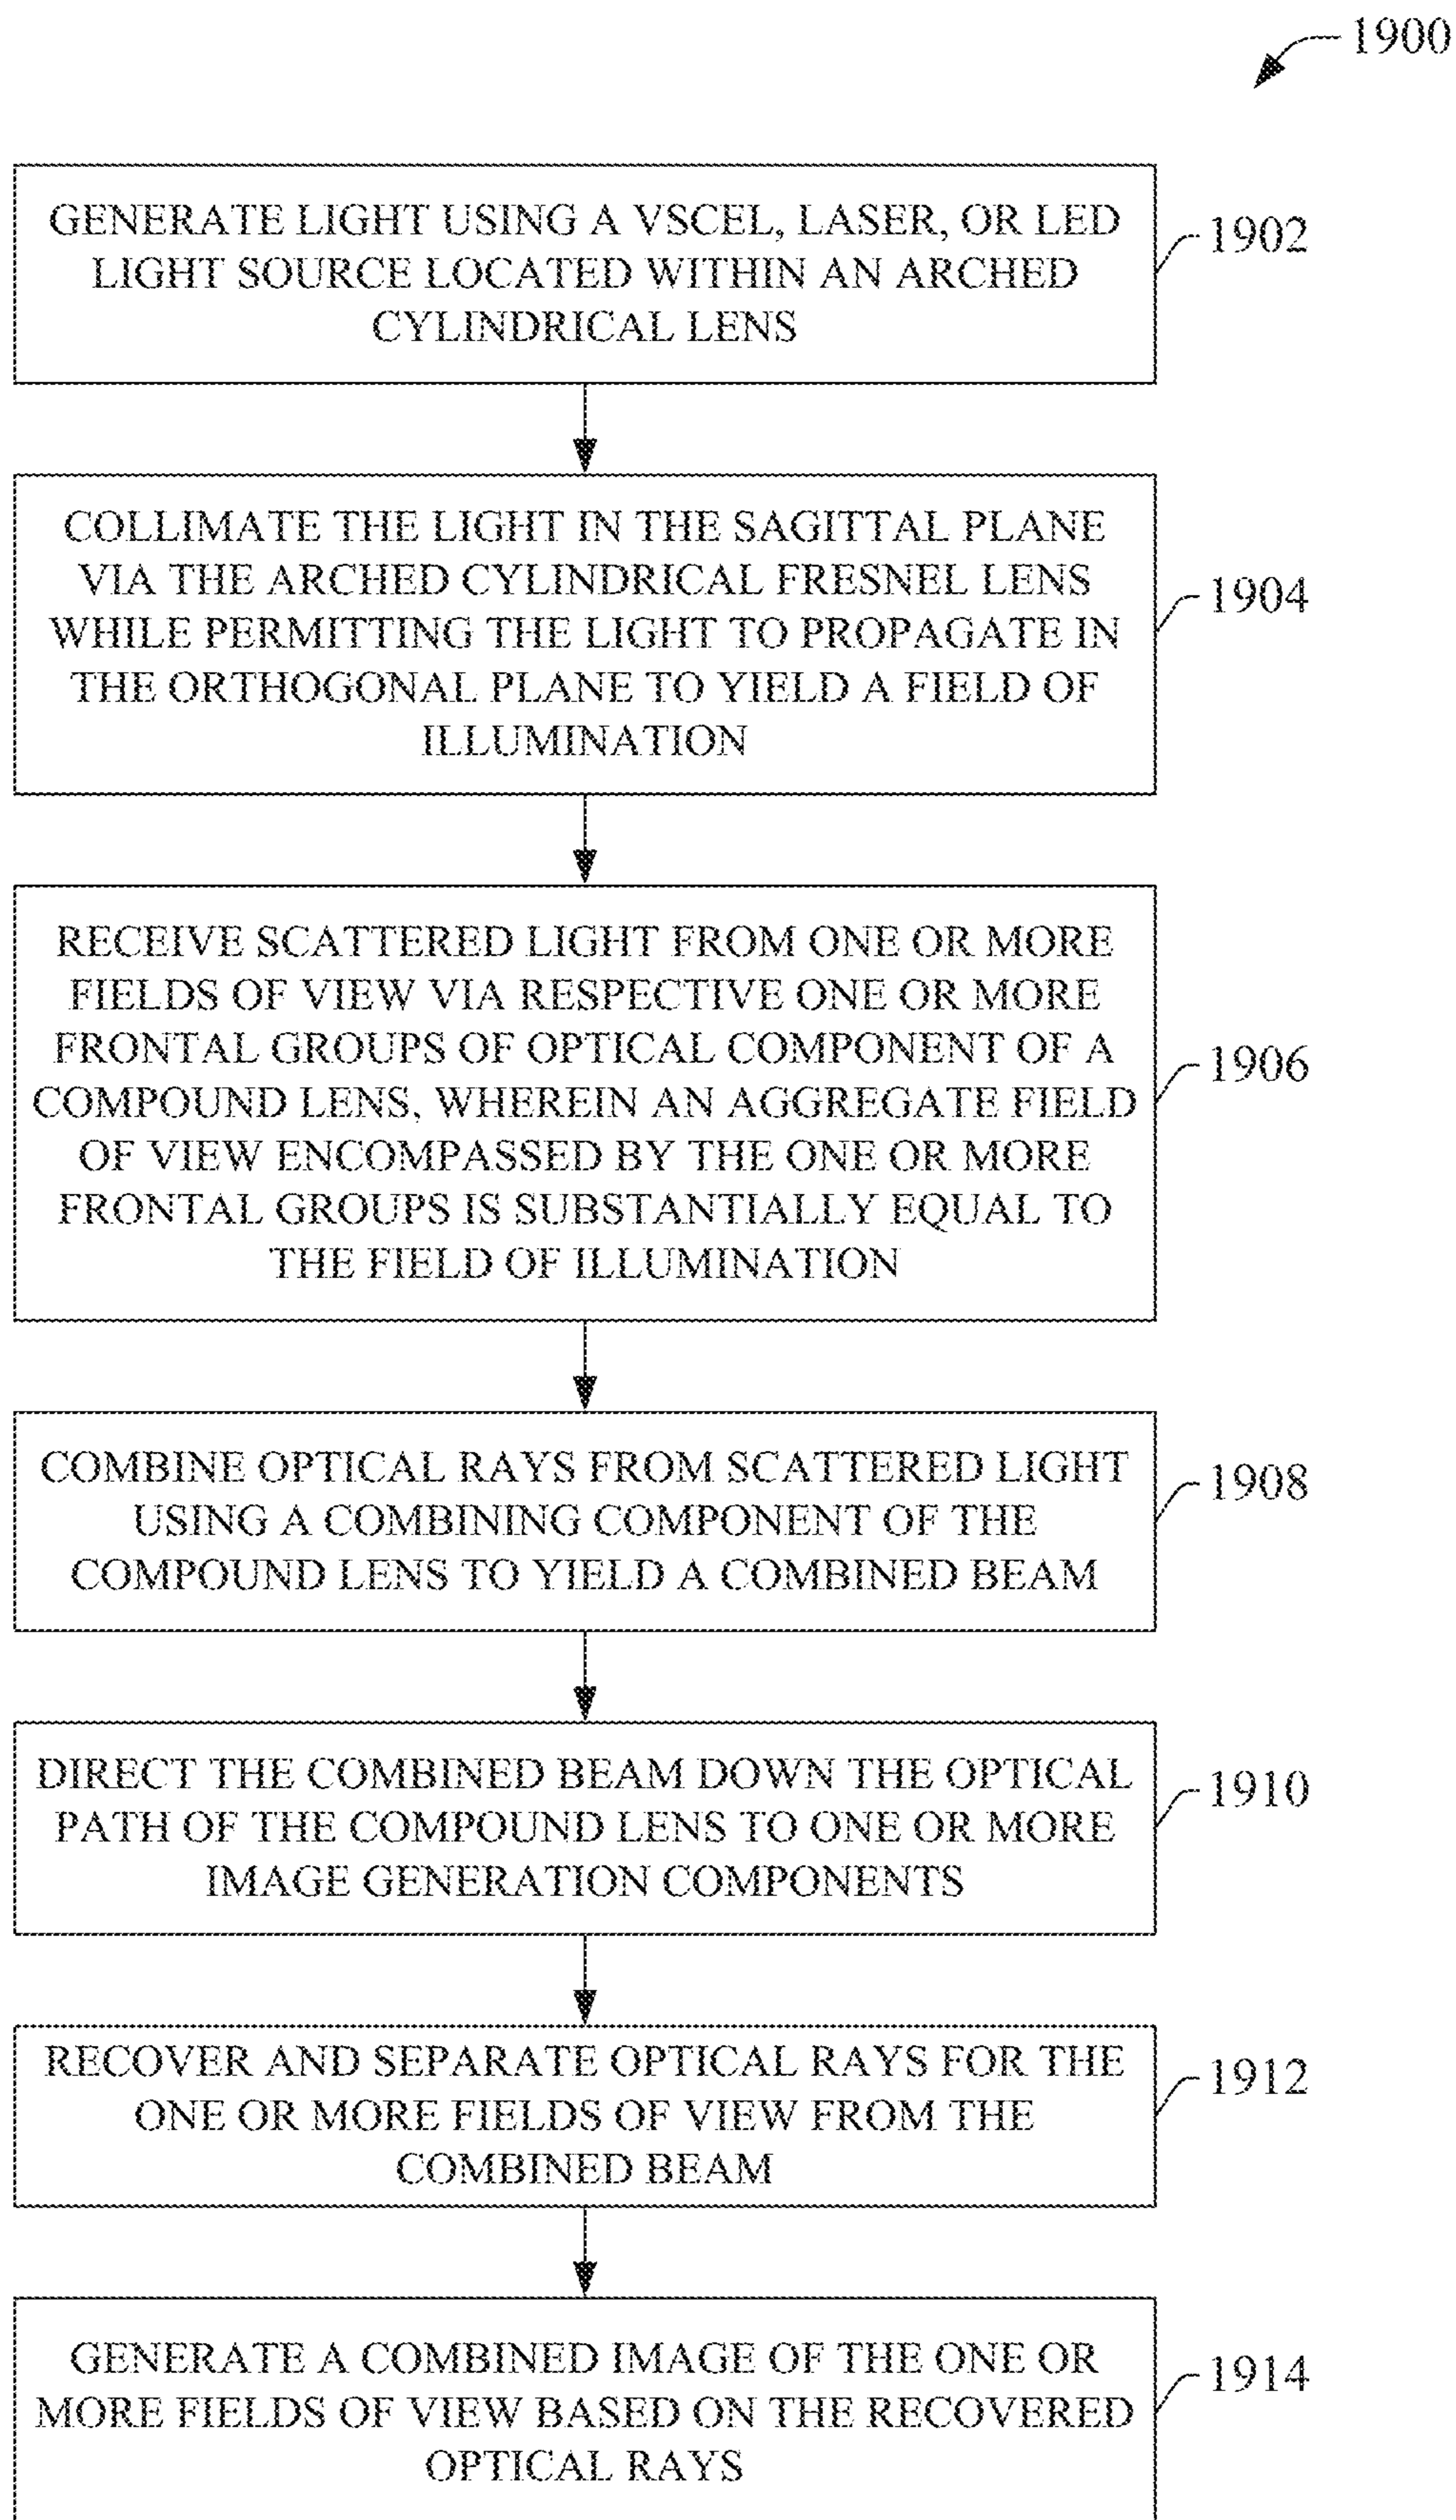 1900
GENERATE LIGHT USING A VSCEL, LASER, OR LED
LIGHT SOURCE LOCATED WITHIN AN ARCHED
CYLINDRICAL LENS
1902
COLLIMATE THE LIGHT IN THE SAGITTAL PLANE
VIA THE ARCHED CYLINDRICAL FRESNEL LENS
WHILE PERMITTING THE LIGHT TO PROPAGATE IN
THE ORTHOGONAL PLANE TO YIELD A FIELD OF
ILLUMINATION
1904
RECEIVE SCATTERED LIGHT FROM ONE OR MORE
FIELDS OF VIEW VIA RESPECTIVE ONE OR MORE
FRONTAL GROUPS OF OPTICAL COMPONENT OF A
COMPOUND LENS, WHEREIN AN AGGREGATE FIELD
OF VIEW ENCOMPASSED BY THE ONE OR MORE
FRONTAL GROUPS IS SUBSTANTIALLY EQUAL TO
THE FIELD OF ILLUMINATION
1906
COMBINE OPTICAL RAYS FROM SCATTERED LIGHT
USING A COMBINING COMPONENT OF THE
COMPOUND LENS TO YIELD A COMBINED BEAM
1908
DIRECT THE COMBINED BEAM DOWN THE OPTICAL
PATH OF THE COMPOUND LENS TO ONE OR MORE
IMAGE GENERATION COMPONENTS
1910
RECOVER AND SEPARATE OPTICAL RAYS FOR THE
ONE OR MORE FIELDS OF VIEW FROM THE
COMBINED BEAM
1912
GENERATE A COMBINED IMAGE OF THE ONE OR
MORE FIELDS OF VIEW BASED ON THE RECOVERED
OPTICAL RAYS
1914